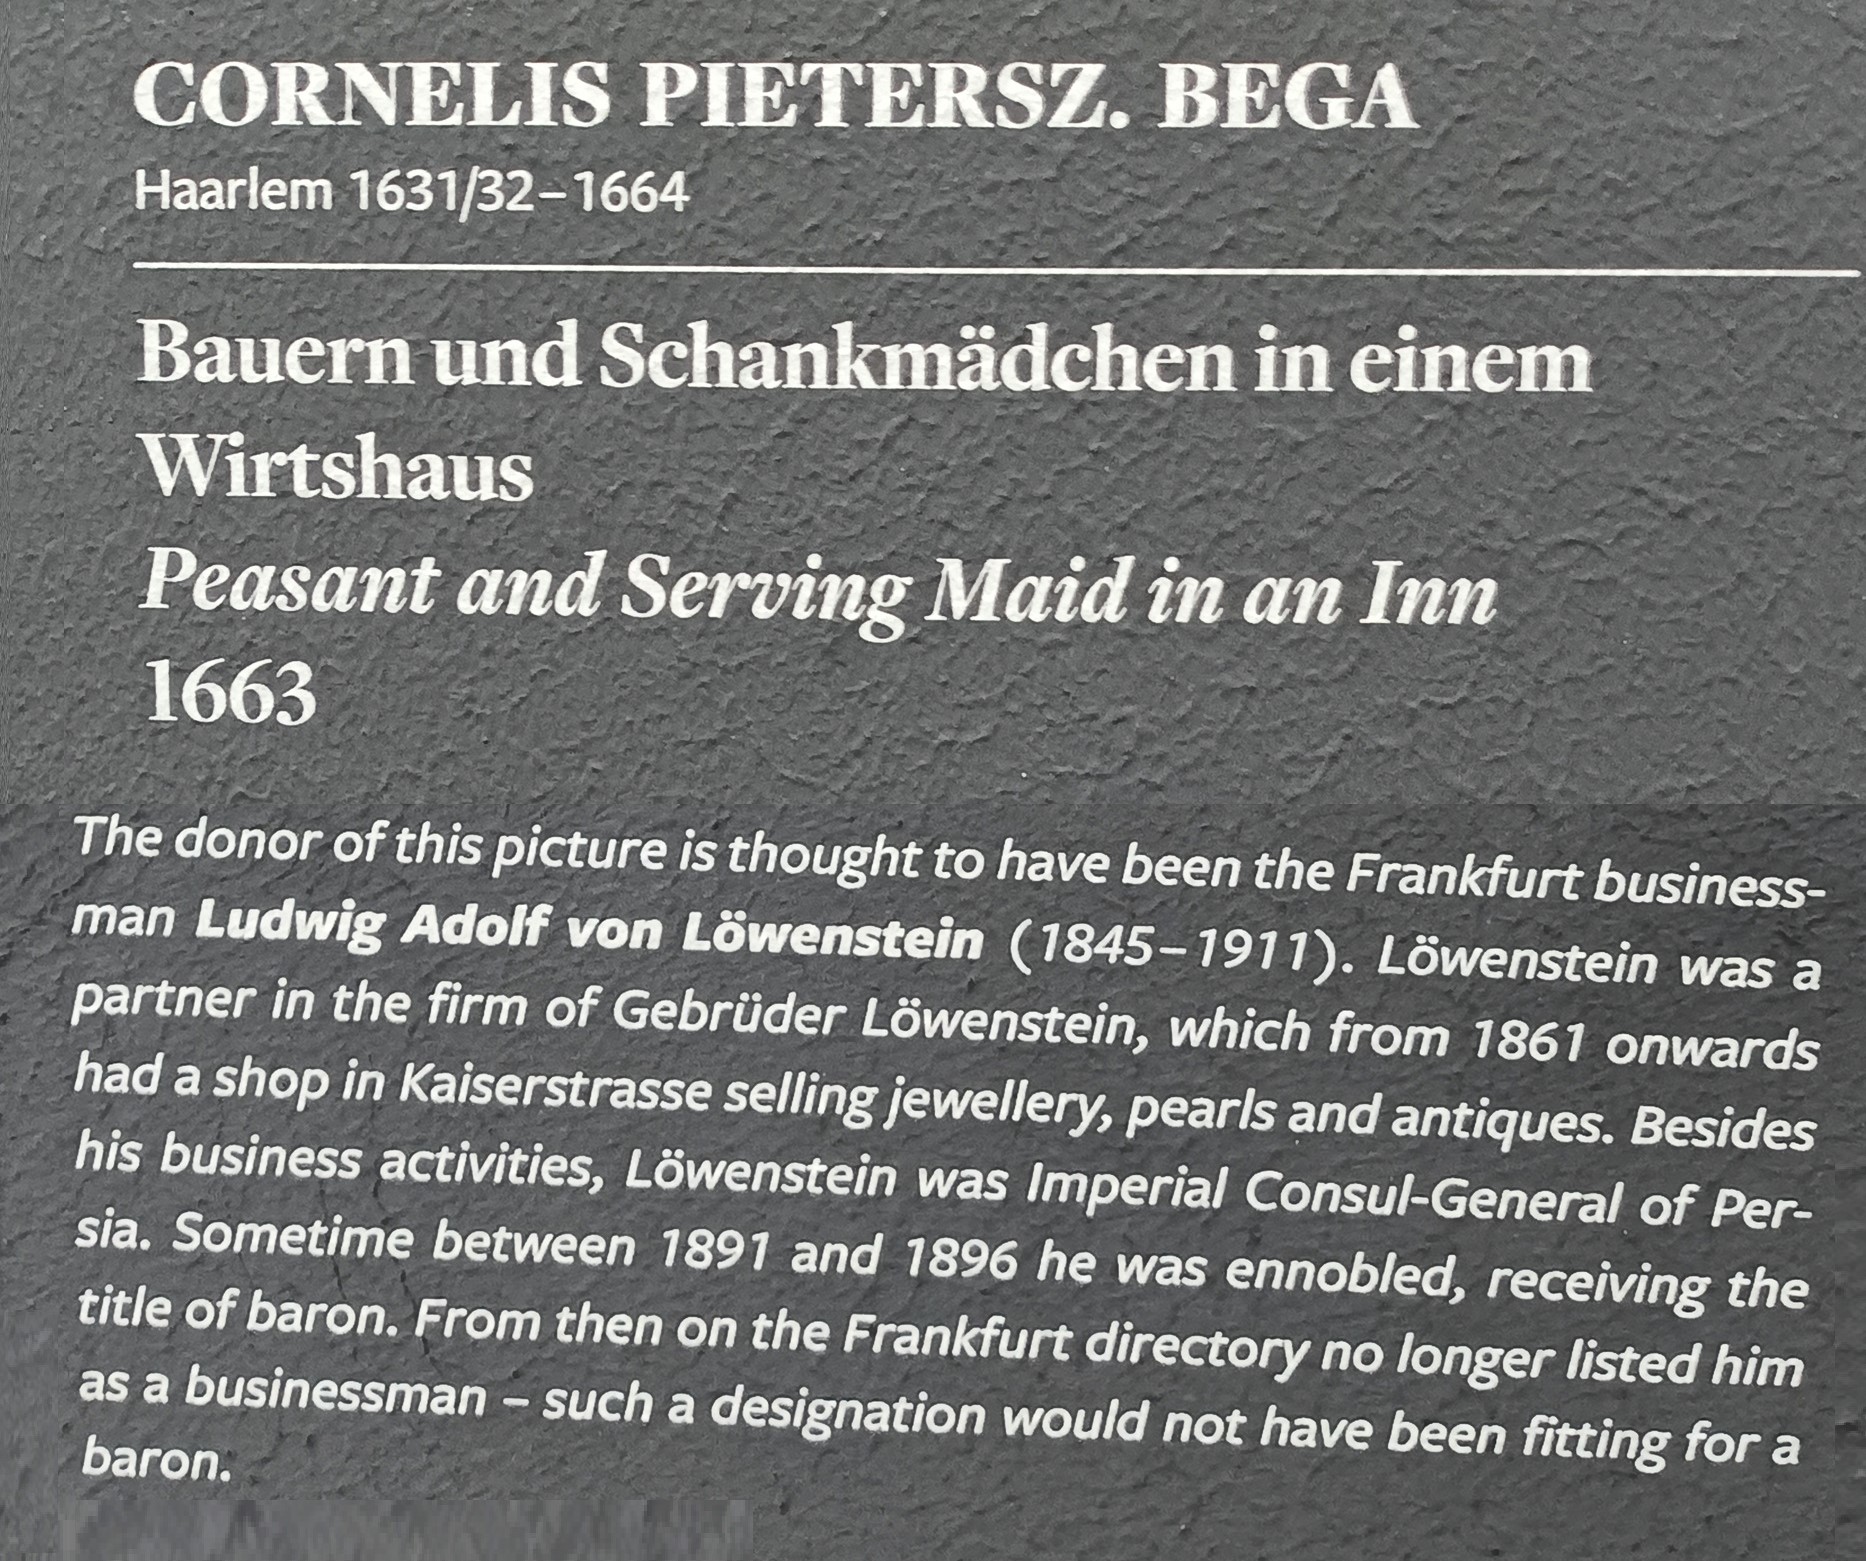 CORNELIS PIETERSZ. BEGA
Haarlem 1631/32–1664
Bauern und Schankmädchen in einem
Wirtshaus
Peasant and Serving Maid in an Inn
1663
The donor of this picture is thought to have been the Frankfurt business-
man Ludwig Adolf von Löwenstein (1845–1911). Löwenstein was a
partner in the firm of Gebrüder Löwenstein, which from 1861 onwards
had a shop in Kaiserstrasse selling jewellery, pearls and antiques. Besides
his business activities, Löwenstein was Imperial Consul-General of Per-
sia. Sometime between 1891 and 1896 he was ennobled, receiving the
title of baron. From then on the Frankfurt directory no longer listed him
as a businessman – such a designation would not have been fitting for a
baron.